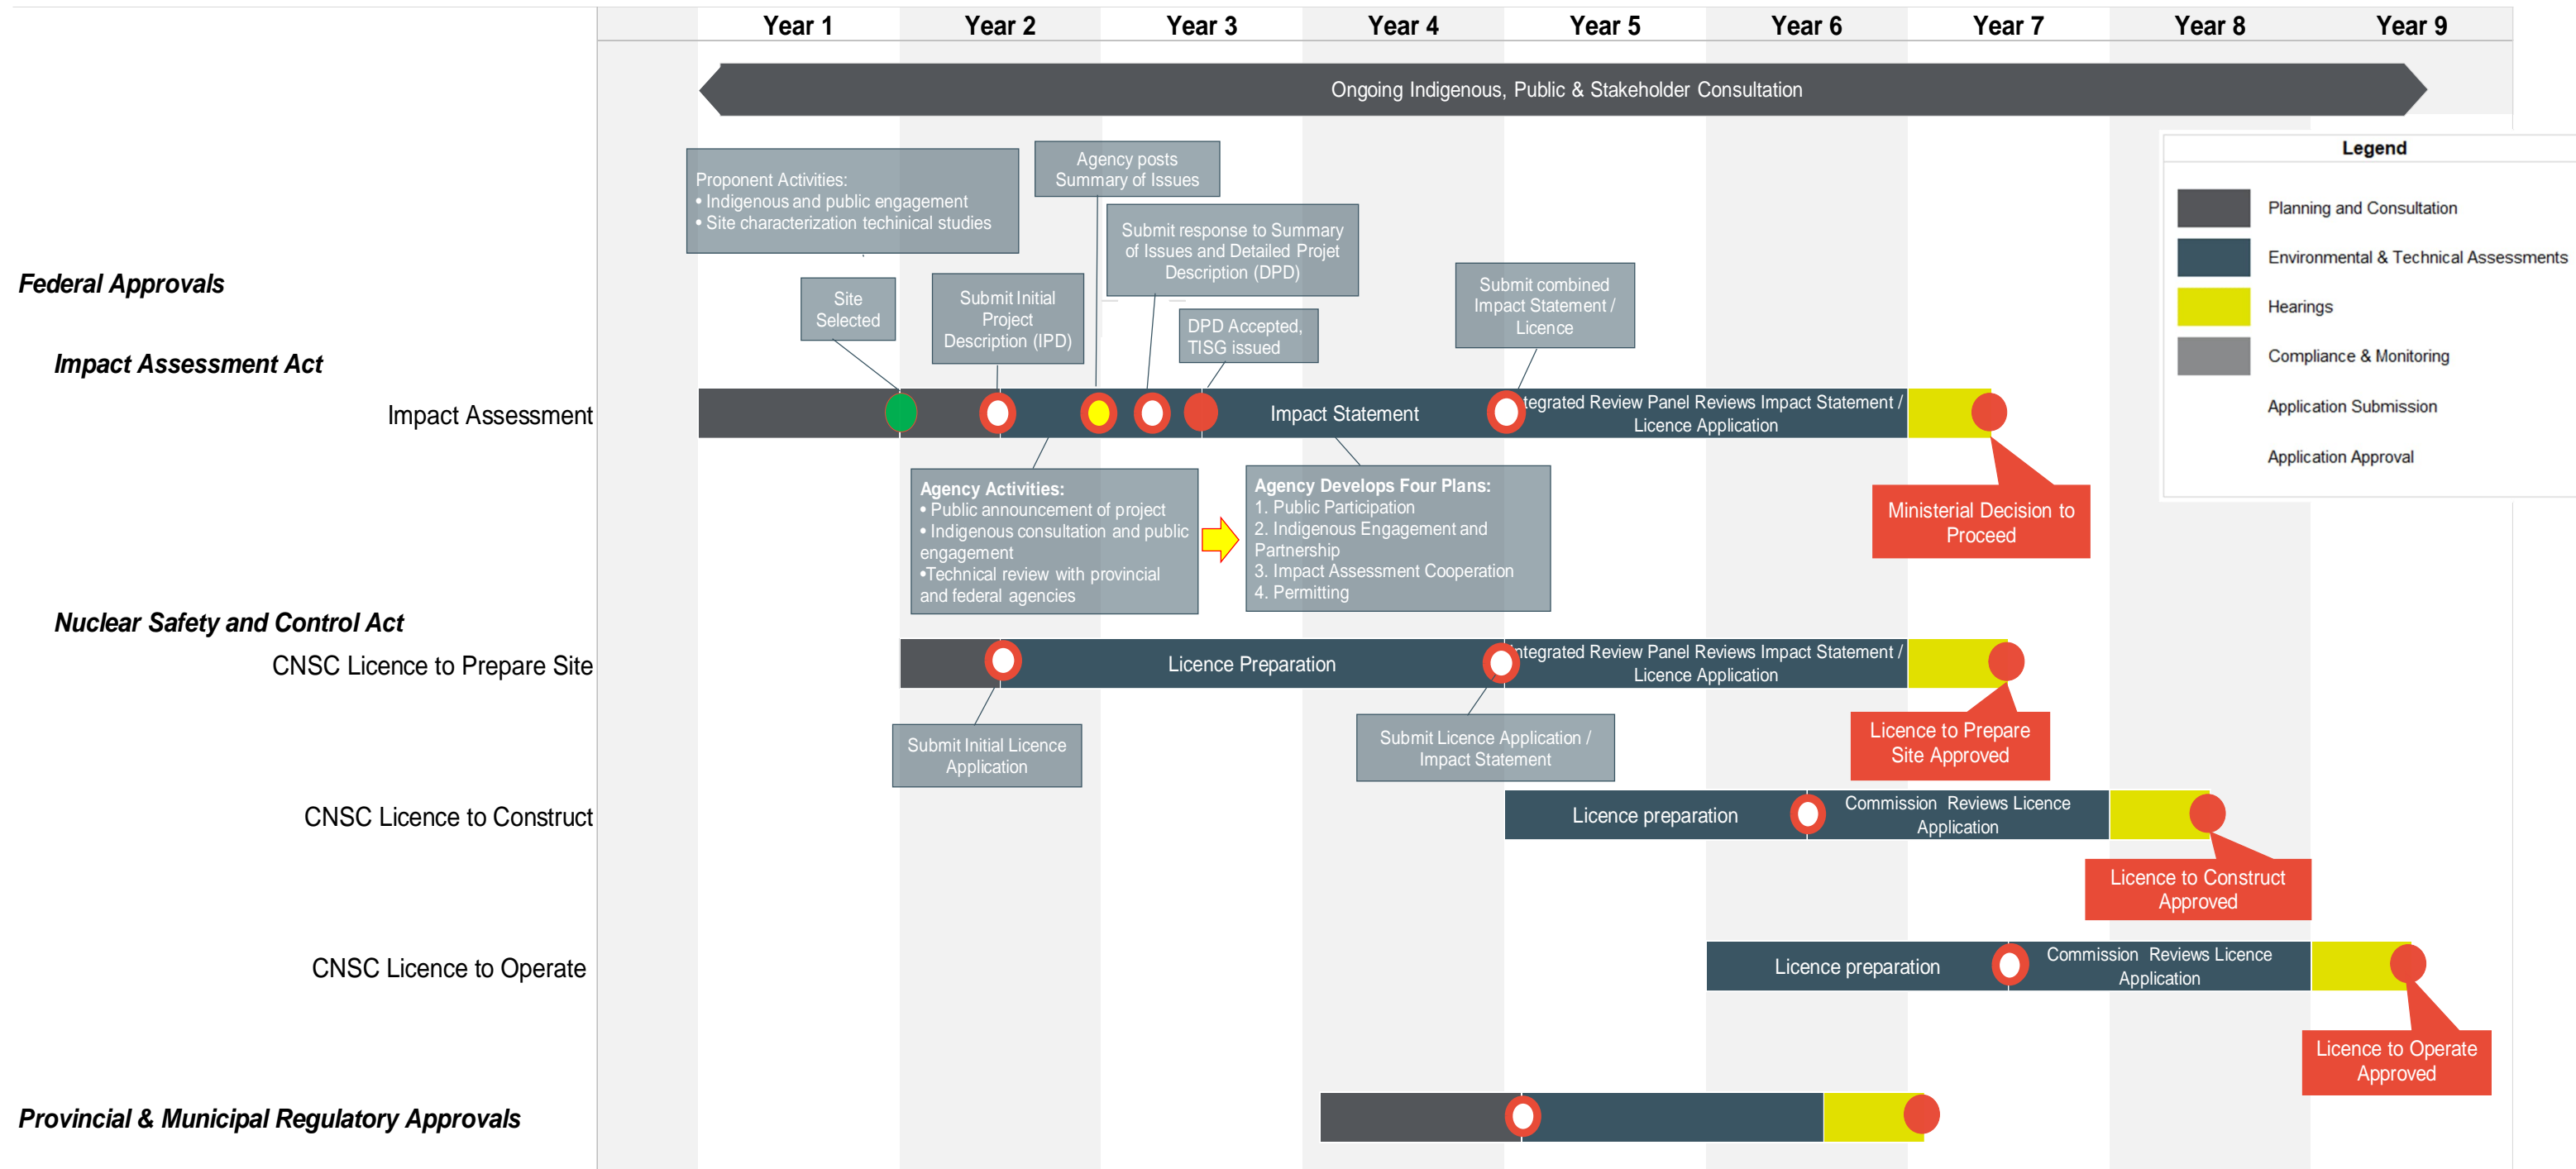 Year 1 Year 2 Year 3 Year 4 Year 5 Year 6 Year 7 Year 8 Year 9
Ongoing Indigenous, Public & Stakeholder Consultation
Legend
Planning and Consultation
Environmental & Technical Assessments
Hearings
Compliance & Monitoring
Application Submission
Application Approval
Proponent Activities:
• Indigenous and public engagement
• Site characterization techinical studies
Agency posts
Summary of Issues
Submit response to Summary
of Issues and Detailed Projet
Description (DPD)
Federal Approvals
Site
Selected
Submit Initial
Project
Description (IPD)
DPD Accepted,
TISG issued
Submit combined
Impact Statement /
Licence
Impact Assessment Act
Impact Assessment
Impact Statement
tegrated Review Panel Reviews Impact Statement /
Licence Application
Agency Activities:
• Public announcement of project
• Indigenous consultation and public
engagement
•Technical review with provincial
and federal agencies
Agency Develops Four Plans:
1. Public Participation
2. Indigenous Engagement and
Partnership
3. Impact Assessment Cooperation
4. Permitting
Ministerial Decision to
Proceed
Nuclear Safety and Control Act
CNSC Licence to Prepare Site
Licence Preparation
Integrated Review Panel Reviews Impact Statement /
Licence Application
Submit Initial Licence
Application
Submit Licence Application /
Impact Statement
Licence to Prepare
Site Approved
CNSC Licence to Construct
Licence preparation
Commission Reviews Licence
Application
Licence to Construct
Approved
CNSC Licence to Operate
Licence preparation
Commission Reviews Licence
Application
Licence to Operate
Approved
Provincial & Municipal Regulatory Approvals